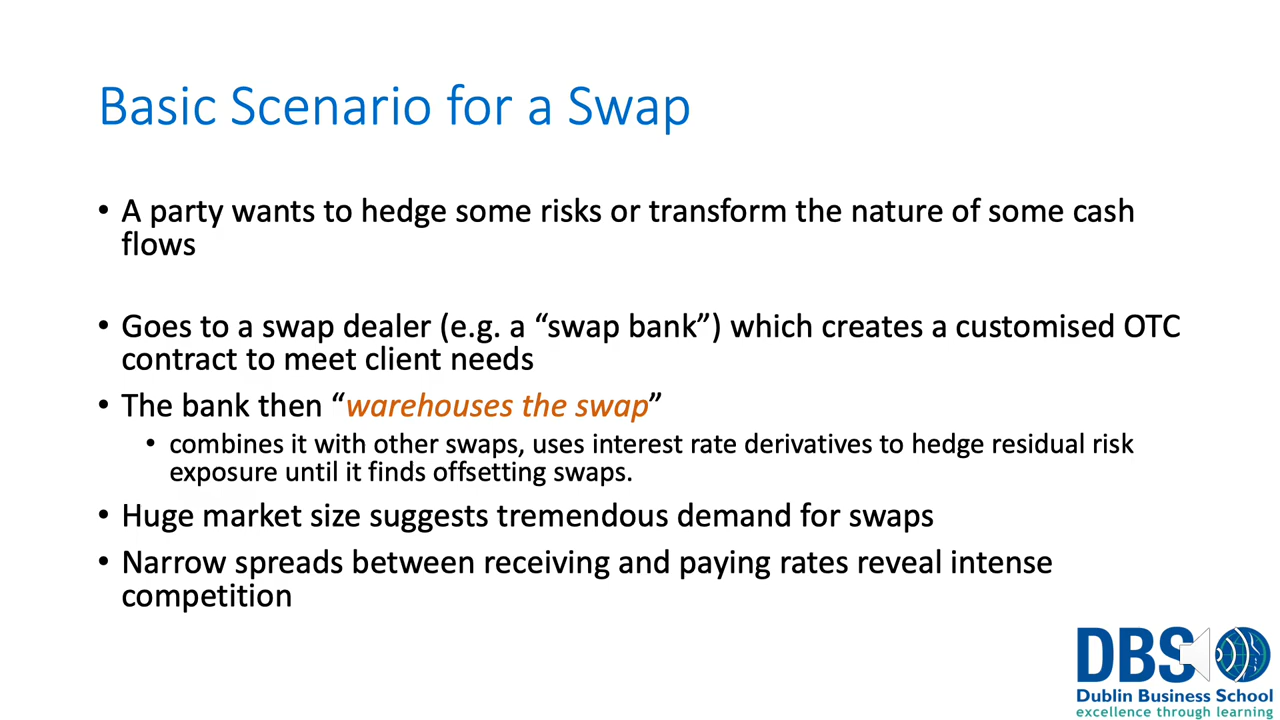 Basic Scenario for a Swap
• A party wants to hedge some risks or transform the nature of some cash
flows
• Goes to a swap dealer (e.g. a “swap bank”) which creates a customised OTC
contract to meet client needs
• The bank then “warehouses the swap”
• combines it with other swaps, uses interest rate derivatives to hedge residual risk
exposure until it finds offsetting swaps.
• Huge market size suggests tremendous demand for swaps
• Narrow spreads between receiving and paying rates reveal intense
competition
DBS
Dublin Business School
excellence through learning